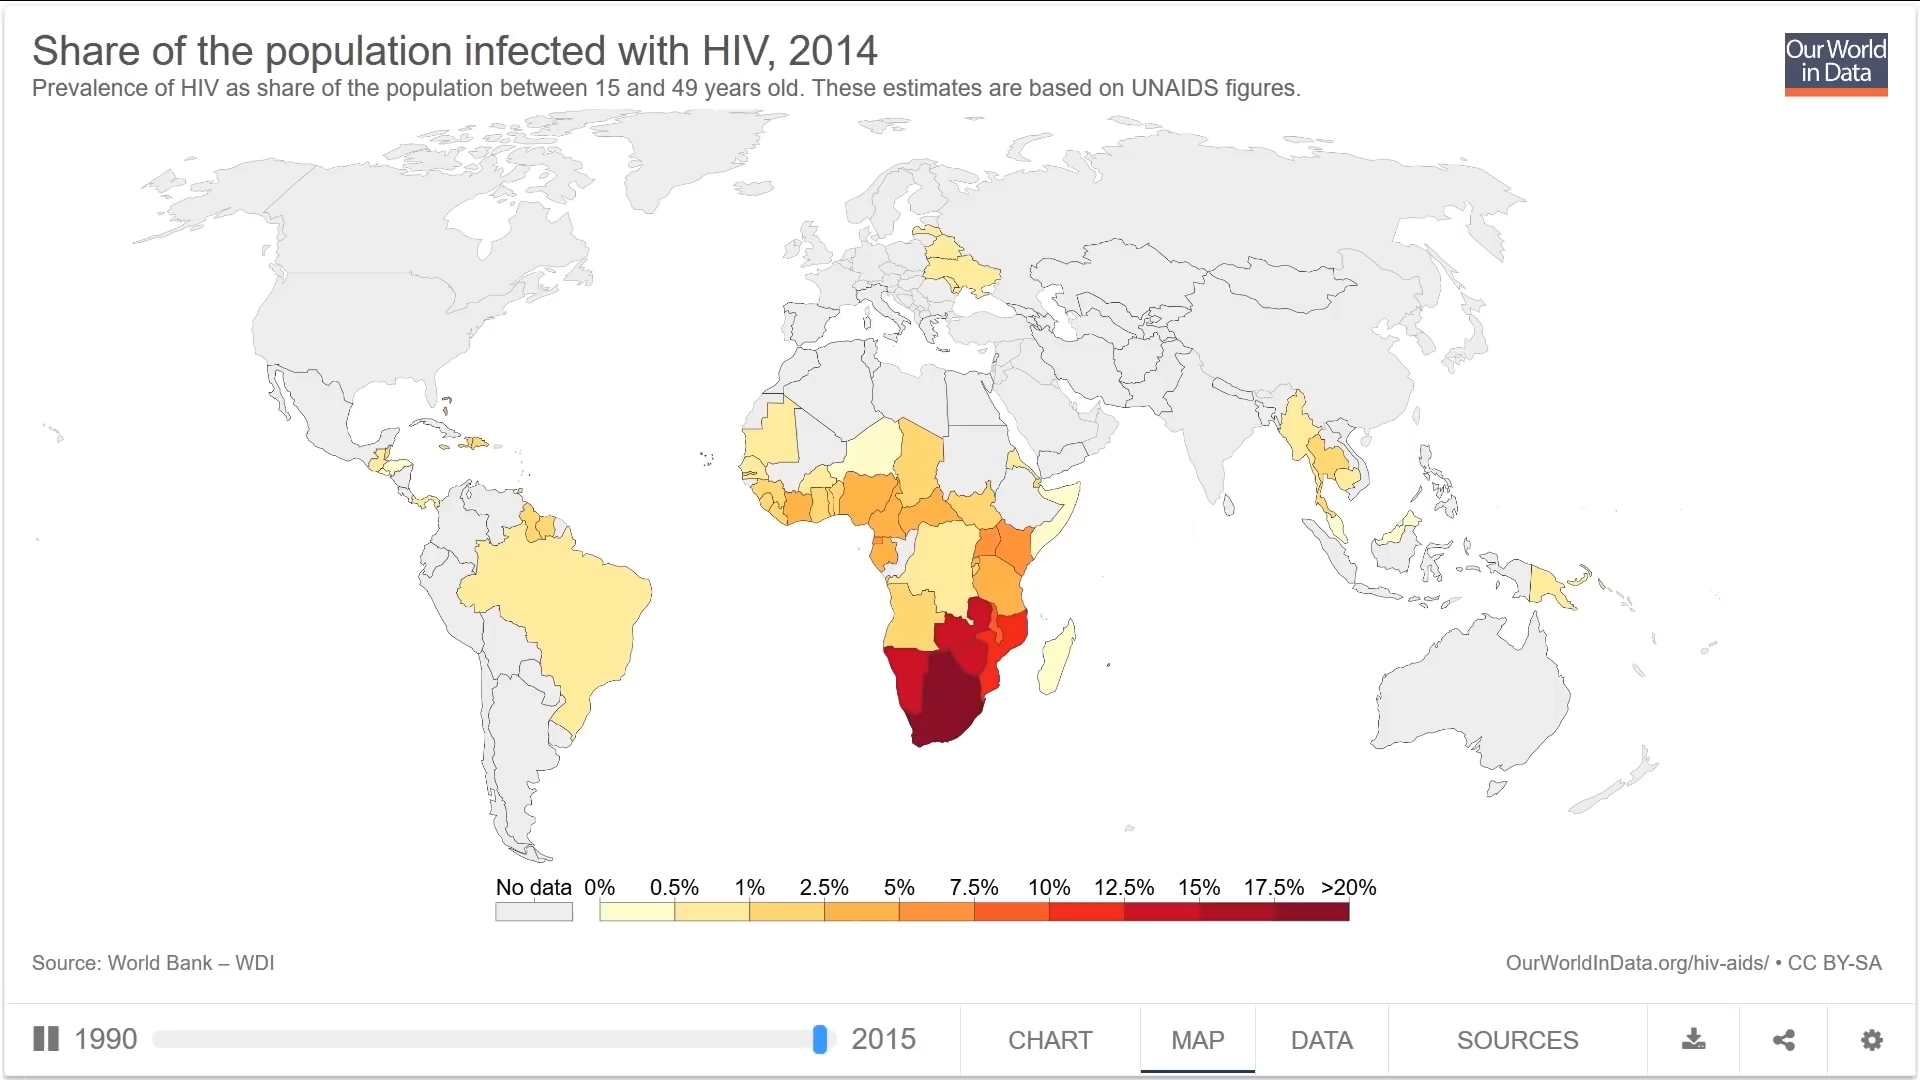 Share of the population infected with HIV, 2014
Prevalence of HIV as share of the population between 15 and 49 years old. These estimates are based on UNAIDS figures.
Our World
in Data
No data 0% 0.5% 1% 2.5% 5% 7.5% 10% 12.5% 15% 17.5% >20%
Source: World Bank – WDI
OurWorldInData.org/hiv-aids/ • CC BY-SA
1990 2015 CHART MAP DATA SOURCES